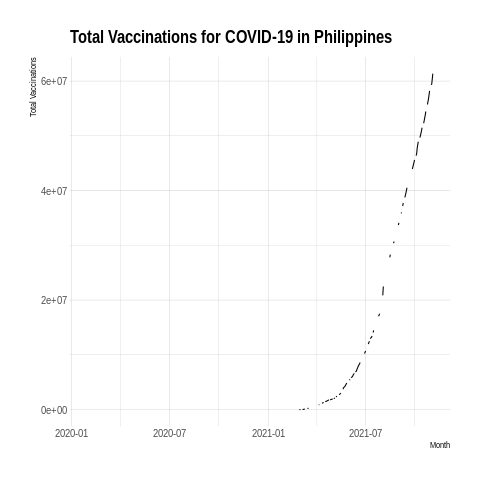 Total Vaccinations for COVID-19 in Philippines
Total Vaccinations
6e+07
4e+07
2e+07
0e+00
2020-01 2020-07 2021-01 2021-07
Month